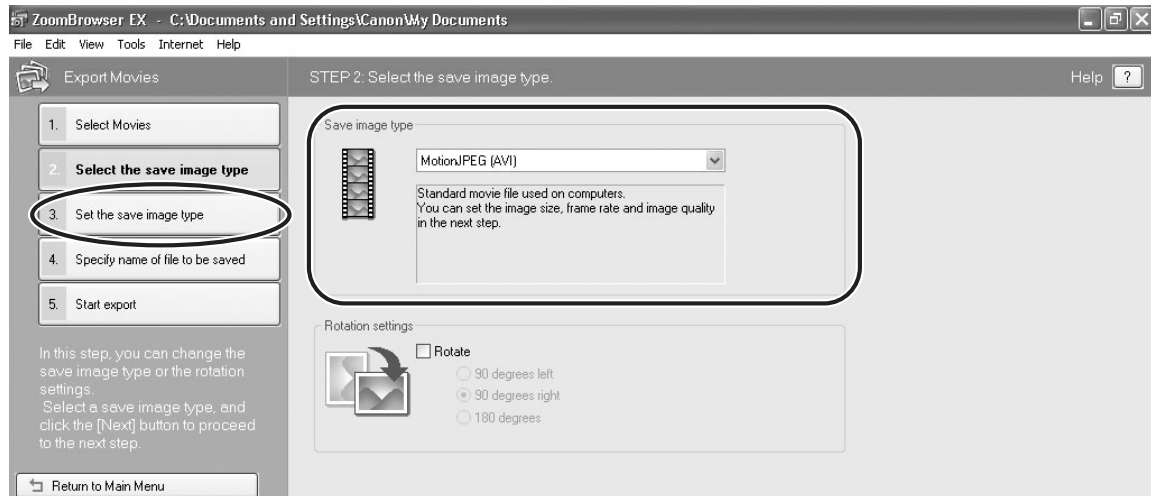 ZoomBrowser EX - C:\Documents and Settings\Canon\My Documents
File Edit View Tools Internet Help
Export Movies
STEP 2: Select the save image type.
Help ?
1. Select Movies
2. Select the save image type
3. Set the save image type
4. Specify name of file to be saved
5. Start export
In this step, you can change the
save image type or the rotation
settings.
Select a save image type, and
click the [Next] button to proceed
to the next step.
Return to Main Menu
Save image type
MotionJPEG (AVI)
Standard movie file used on computers.
You can set the image size, frame rate and image quality
in the next step.
Rotation settings
Rotate
90 degrees left
90 degrees right
180 degrees